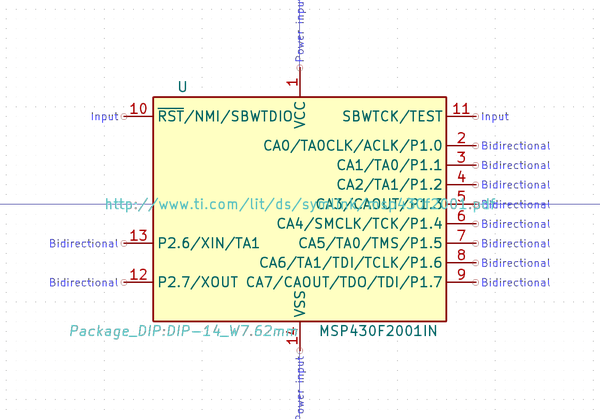 Power input
1
U
VCC
Input 10 RST/NMI/SBWTDIO SBWTCK/TEST 11 Input
CA0/TA0CLK/ACLK/P1.0 2 Bidirectional
CA1/TA0/P1.1 3 Bidirectional
CA2/TA1/P1.2 4 Bidirectional
CA3/CAOUT/P1.3 5 Bidirectional
CA4/SMCLK/TCK/P1.4 6 Bidirectional
Bidirectional 13 P2.6/XIN/TA1 CA5/TA0/TMS/P1.5 7 Bidirectional
CA6/TA1/TDI/TCLK/P1.6 8 Bidirectional
Bidirectional 12 P2.7/XOUT CA7/CAOUT/TDO/TDI/P1.7 9 Bidirectional
VSS
Package_DIP:DIP-14_W7.62mm MSP430F2001IN
14
Power input